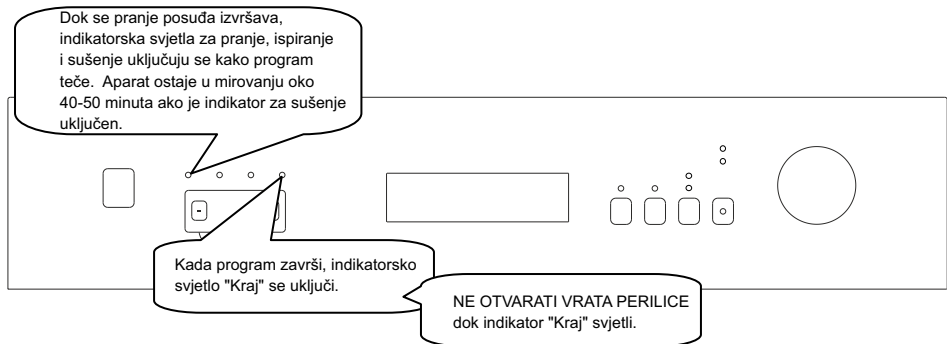 Dok se pranje posuđa izvršava,
indikatorska svjetla za pranje, ispiranje
i sušenje uključuju se kako program
teče.  Aparat ostaje u mirovanju oko
40-50 minuta ako je indikator za sušenje
uključen.
-
Kada program završi, indikatorsko
svjetlo "Kraj" se uključi.
NE OTVARATI VRATA PERILICE
dok indikator "Kraj" svjetli.